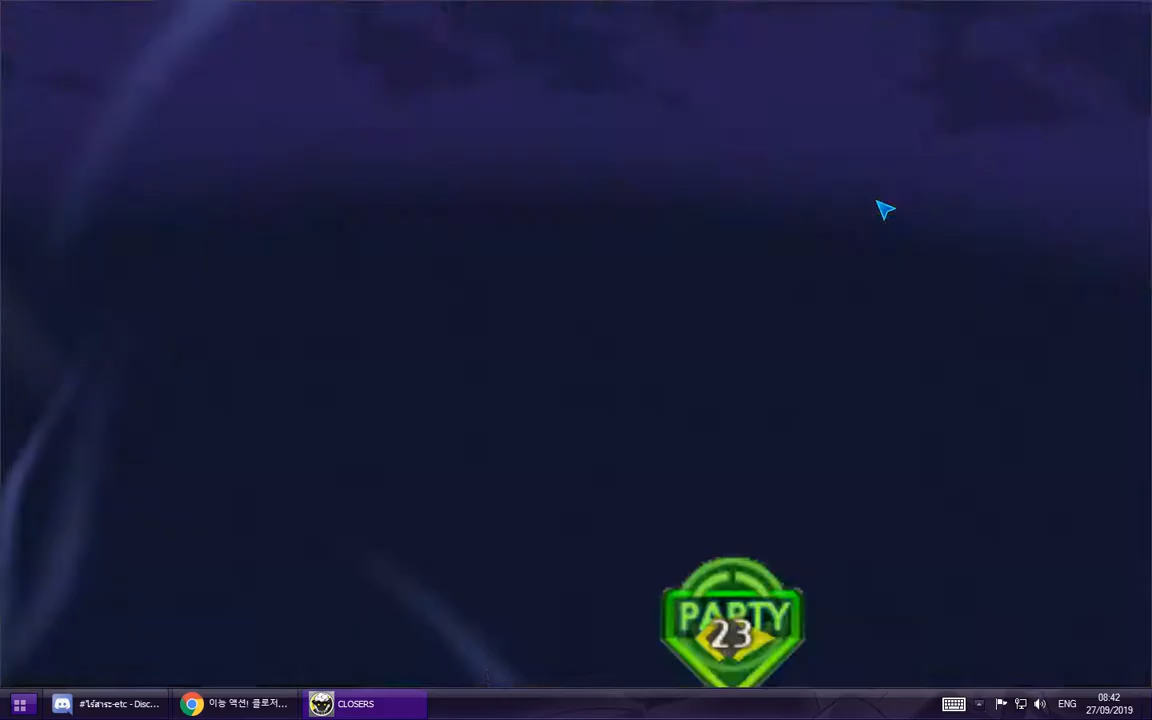 PARTY
23
#ไร้สาระ-etc - Disc...
이능 액션! 클로저...
CLOSERS
ENG
08:42
27/09/2019